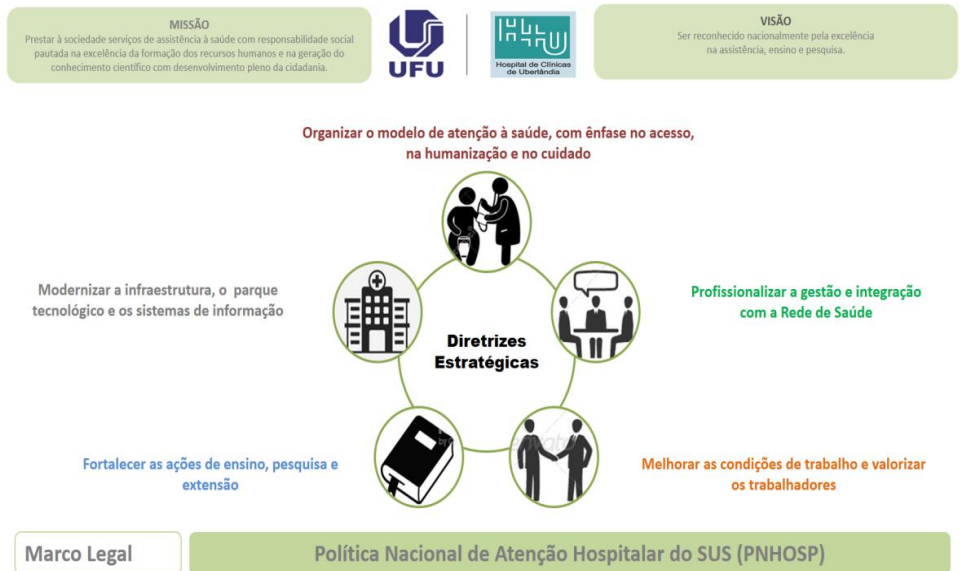 MISSÃO
Prestar à sociedade serviços de assistência à saúde com responsabilidade social
pautada na excelência da formação dos recursos humanos e na geração do
conhecimento científico com desenvolvimento pleno da cidadania.
UFU
HCU
Hospital de Clínicas
de Uberlândia
VISÃO
Ser reconhecido nacionalmente pela excelência
na assistência, ensino e pesquisa.
Organizar o modelo de atenção à saúde, com ênfase no acesso,
na humanização e no cuidado
Modernizar a infraestrutura, o parque
tecnológico e os sistemas de informação
Profissionalizar a gestão e integração
com a Rede de Saúde
Diretrizes
Estratégicas
Fortalecer as ações de ensino, pesquisa e
extensão
Melhorar as condições de trabalho e valorizar
os trabalhadores
Marco Legal
Política Nacional de Atenção Hospitalar do SUS (PNHOSP)